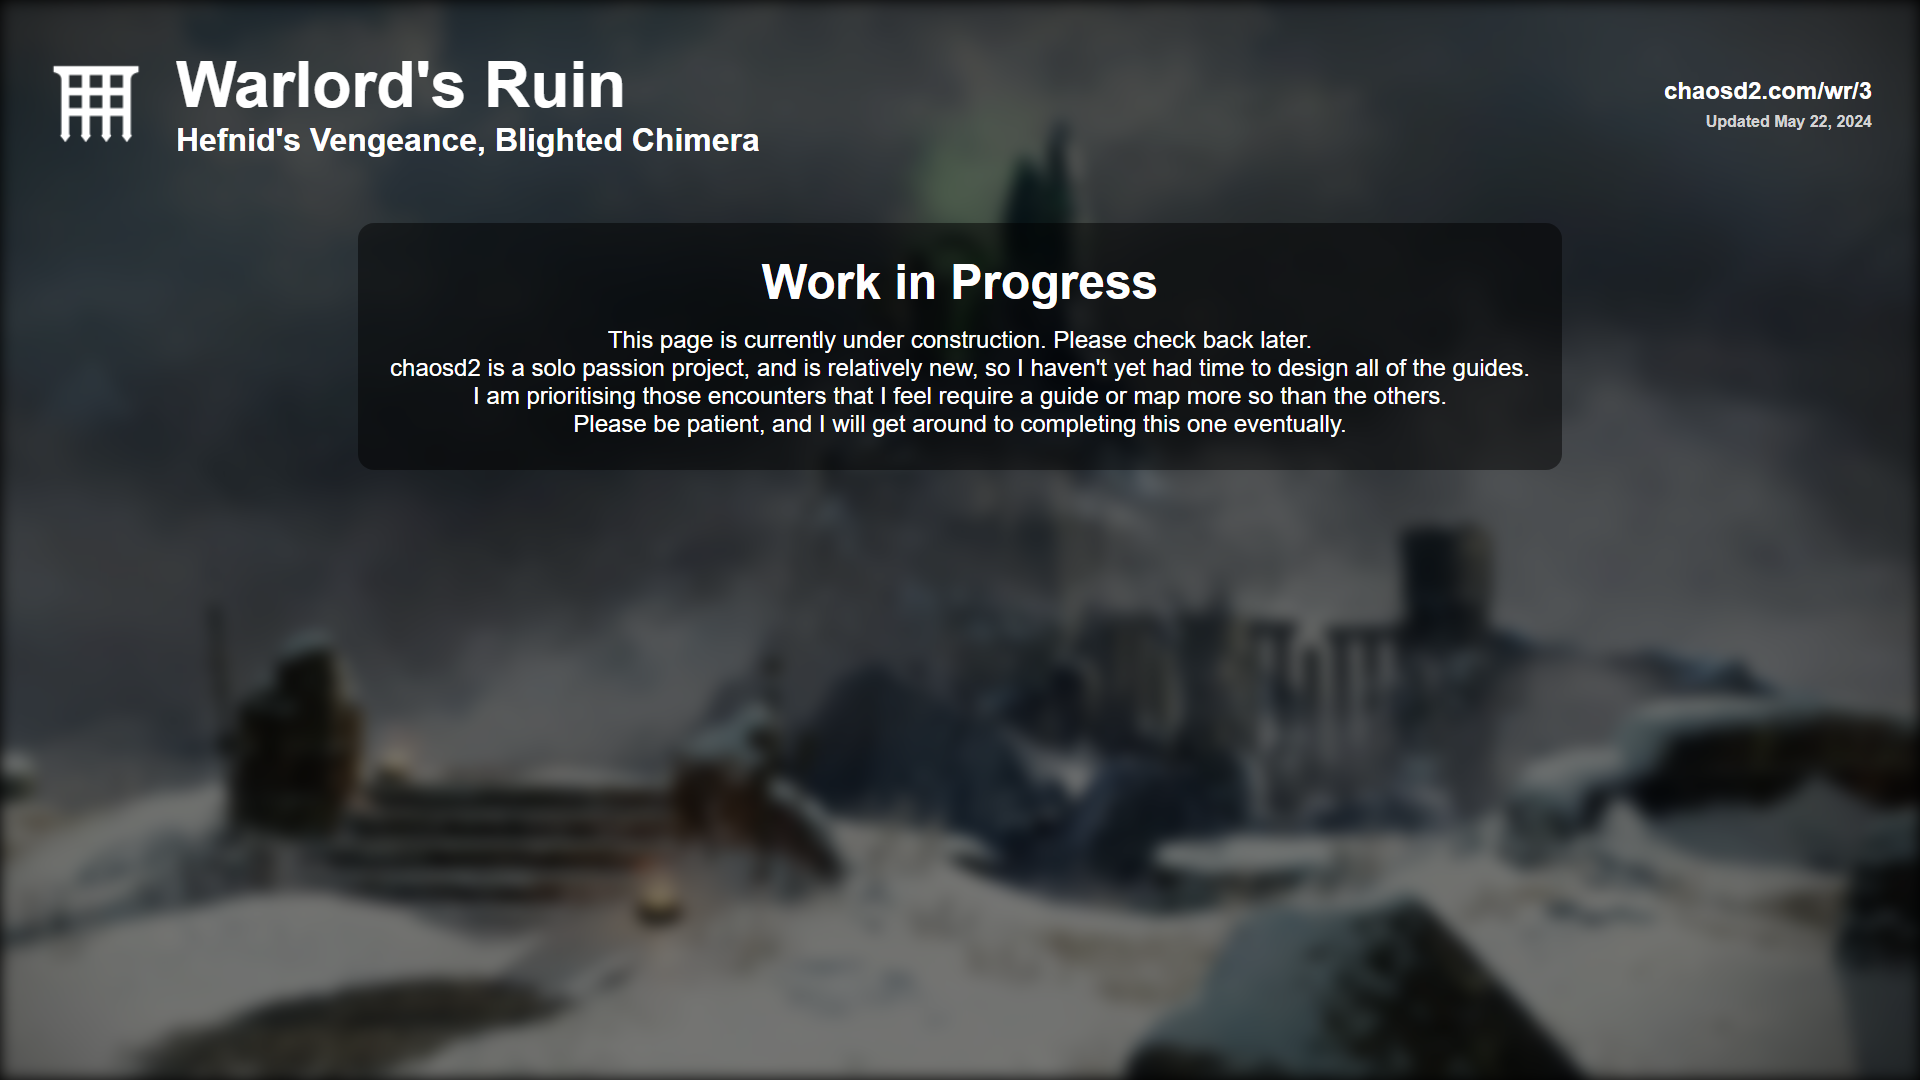 Warlord's Ruin
Hefnid's Vengeance, Blighted Chimera
chaosd2.com/wr/3
Updated May 22, 2024
Work in Progress
This page is currently under construction. Please check back later.
chaosd2 is a solo passion project, and is relatively new, so I haven't yet had time to design all of the guides.
I am prioritising those encounters that I feel require a guide or map more so than the others.
Please be patient, and I will get around to completing this one eventually.